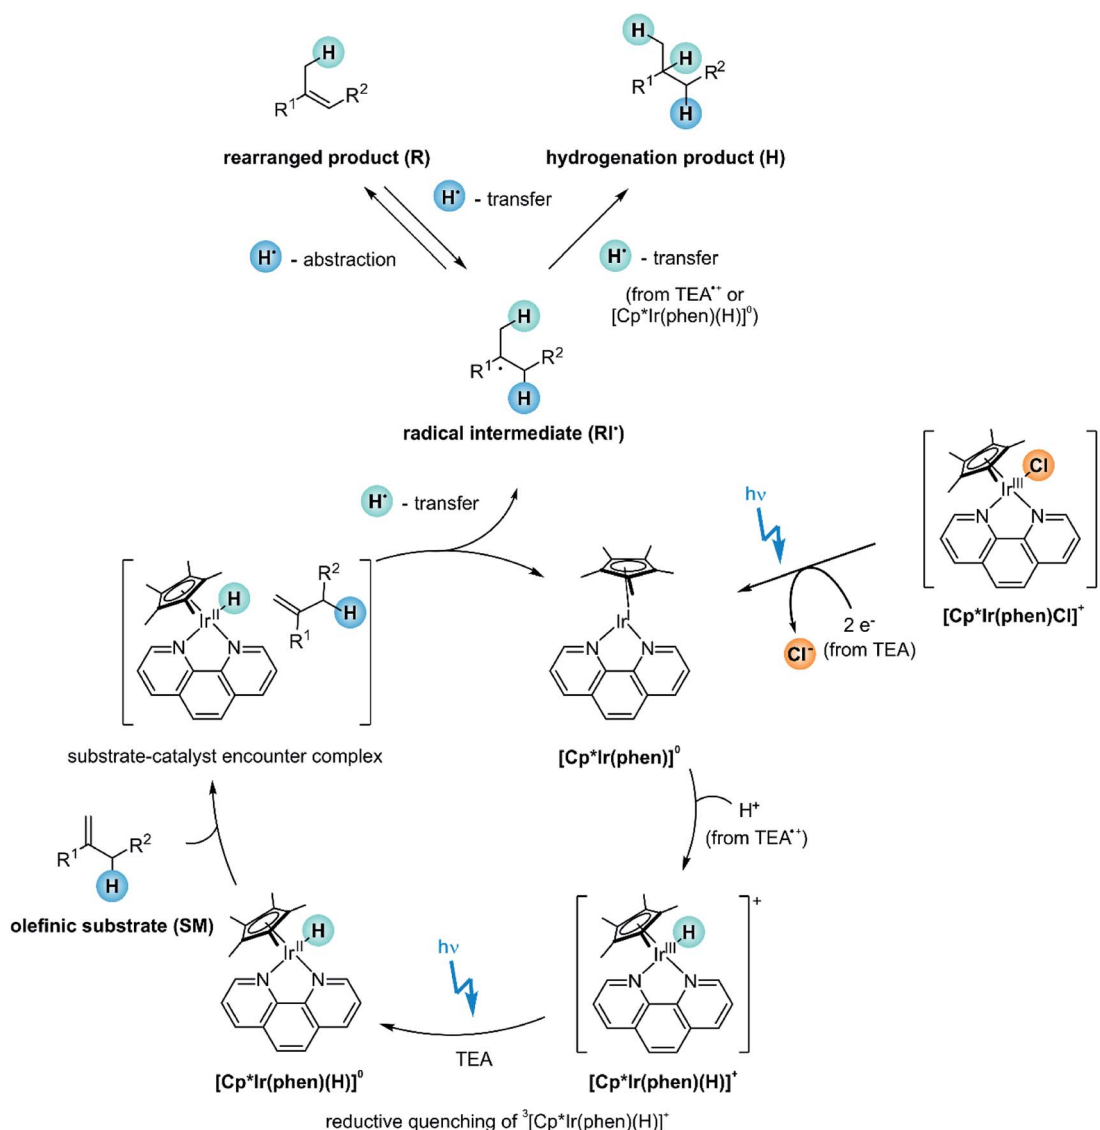 H
R¹
R²
rearranged product (R)
H
H
R²
R¹
H
hydrogenation product (H)
H• - transfer
H• - abstraction
H• - transfer
(from TEA•+ or
[Cp*Ir(phen)(H)]⁰)
H
R²
R¹
•
H
radical intermediate (RI•)
H• - transfer
hν
Cl
IrIII
N
N
[Cp*Ir(phen)Cl]+
2 e-
(from TEA)
Cl-
IrII
H
N
N
R²
H
R¹
substrate-catalyst encounter complex
IrI
N
N
[Cp*Ir(phen)]⁰
H+
(from TEA•+)
R¹
R²
H
olefinic substrate (SM)
IrII
H
N
N
[Cp*Ir(phen)(H)]⁰
hν
TEA
+
IrIII
H
N
N
[Cp*Ir(phen)(H)]+
reductive quenching of ³[Cp*Ir(phen)(H)]+